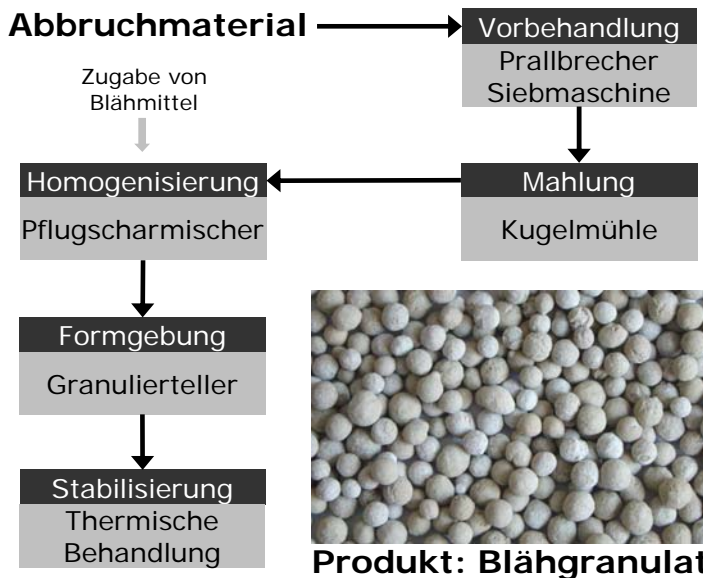 Abbruchmaterial
Vorbehandlung
Prallbrecher
Siebmaschine
Zugabe von
Blähmittel
Homogenisierung
Pflugscharmischer
Mahlung
Kugelmühle
Formgebung
Granulierteller
Stabilisierung
Thermische
Behandlung
Produkt: Blähgranulat